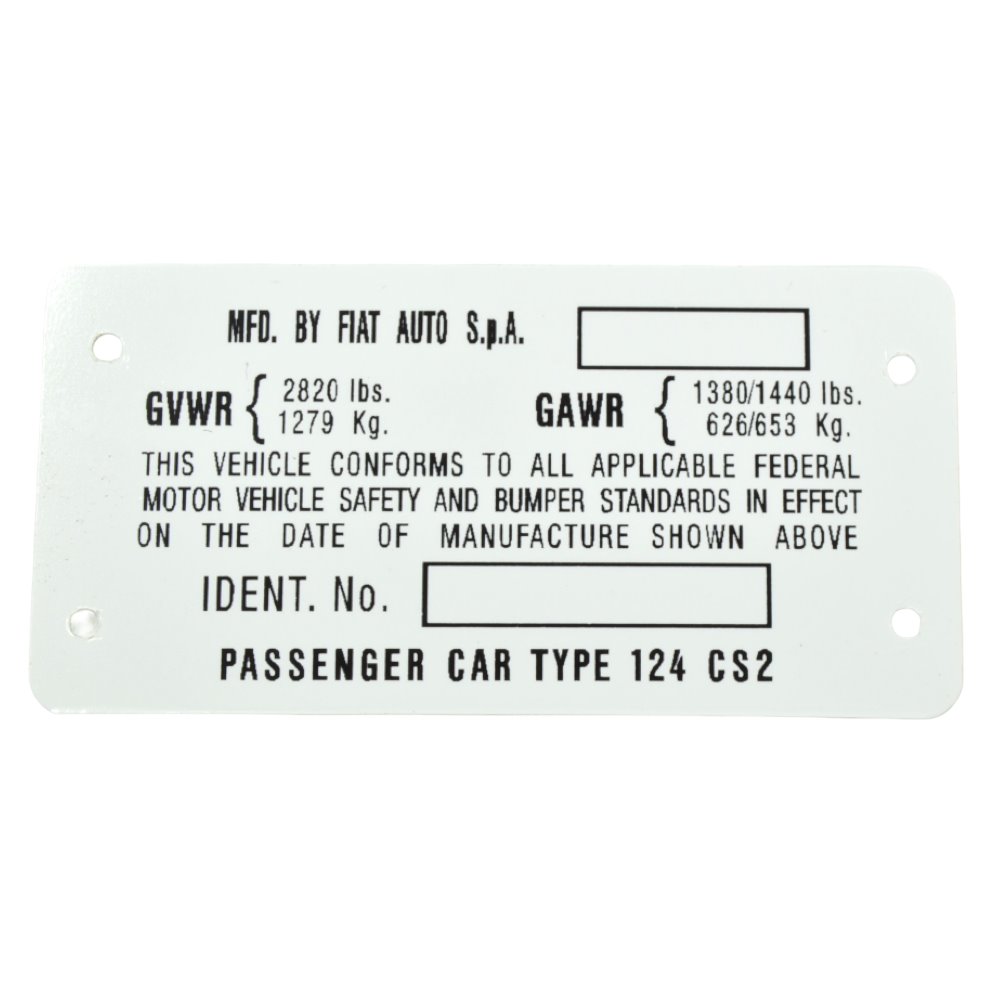 MFD. BY FIAT AUTO S.p.A.
GVWR { 2820 lbs. 1279 Kg. GAWR { 1380/1440 lbs. 626/653 Kg.
THIS VEHICLE CONFORMS TO ALL APPLICABLE FEDERAL
MOTOR VEHICLE SAFETY AND BUMPER STANDARDS IN EFFECT
ON THE DATE OF MANUFACTURE SHOWN ABOVE
IDENT. No.
PASSENGER CAR TYPE 124 CS2